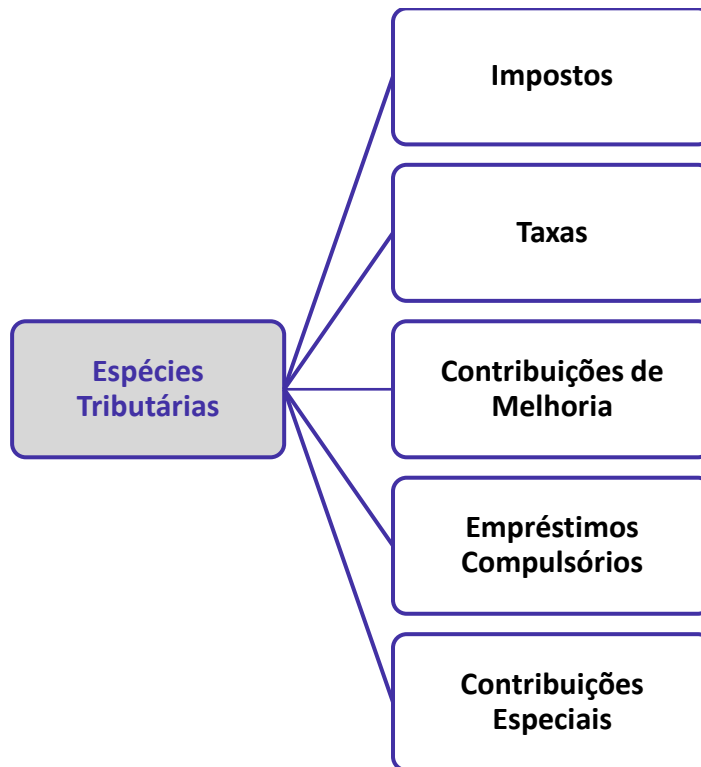 Impostos
Taxas
Espécies
Tributárias
Contribuições de
Melhoria
Empréstimos
Compulsórios
Contribuições
Especiais